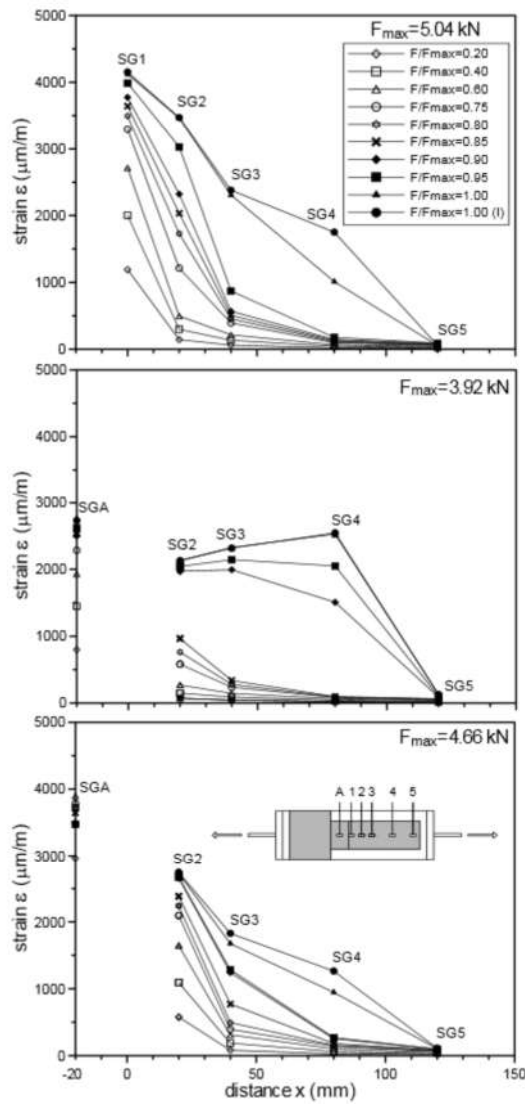 F_max=5.04 kN
5000
4000
3000
2000
1000
0
strain ε (μm/m)
SG1
SG2
SG3
SG4
SG5
F/Fmax=0.20
F/Fmax=0.40
F/Fmax=0.60
F/Fmax=0.75
F/Fmax=0.80
F/Fmax=0.85
F/Fmax=0.90
F/Fmax=0.95
F/Fmax=1.00
F/Fmax=1.00 (I)
F_max=3.92 kN
5000
4000
3000
2000
1000
0
strain ε (μm/m)
SGA
SG2
SG3
SG4
SG5
F_max=4.66 kN
5000
4000
3000
2000
1000
0
strain ε (μm/m)
SGA
A 1 2 3 4 5
SG2
SG3
SG4
SG5
-20 0 50 100 150
distance x (mm)